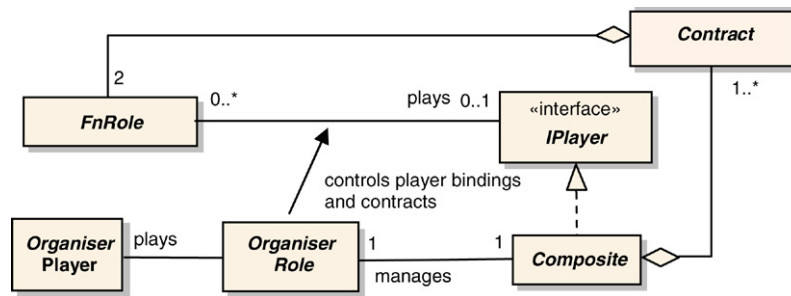 Contract
2
1..*
0..*
plays
0..1
FnRole
«interface»
IPlayer
controls player bindings
and contracts
Organiser
Player
plays
Organiser
Role
1
manages
1
Composite